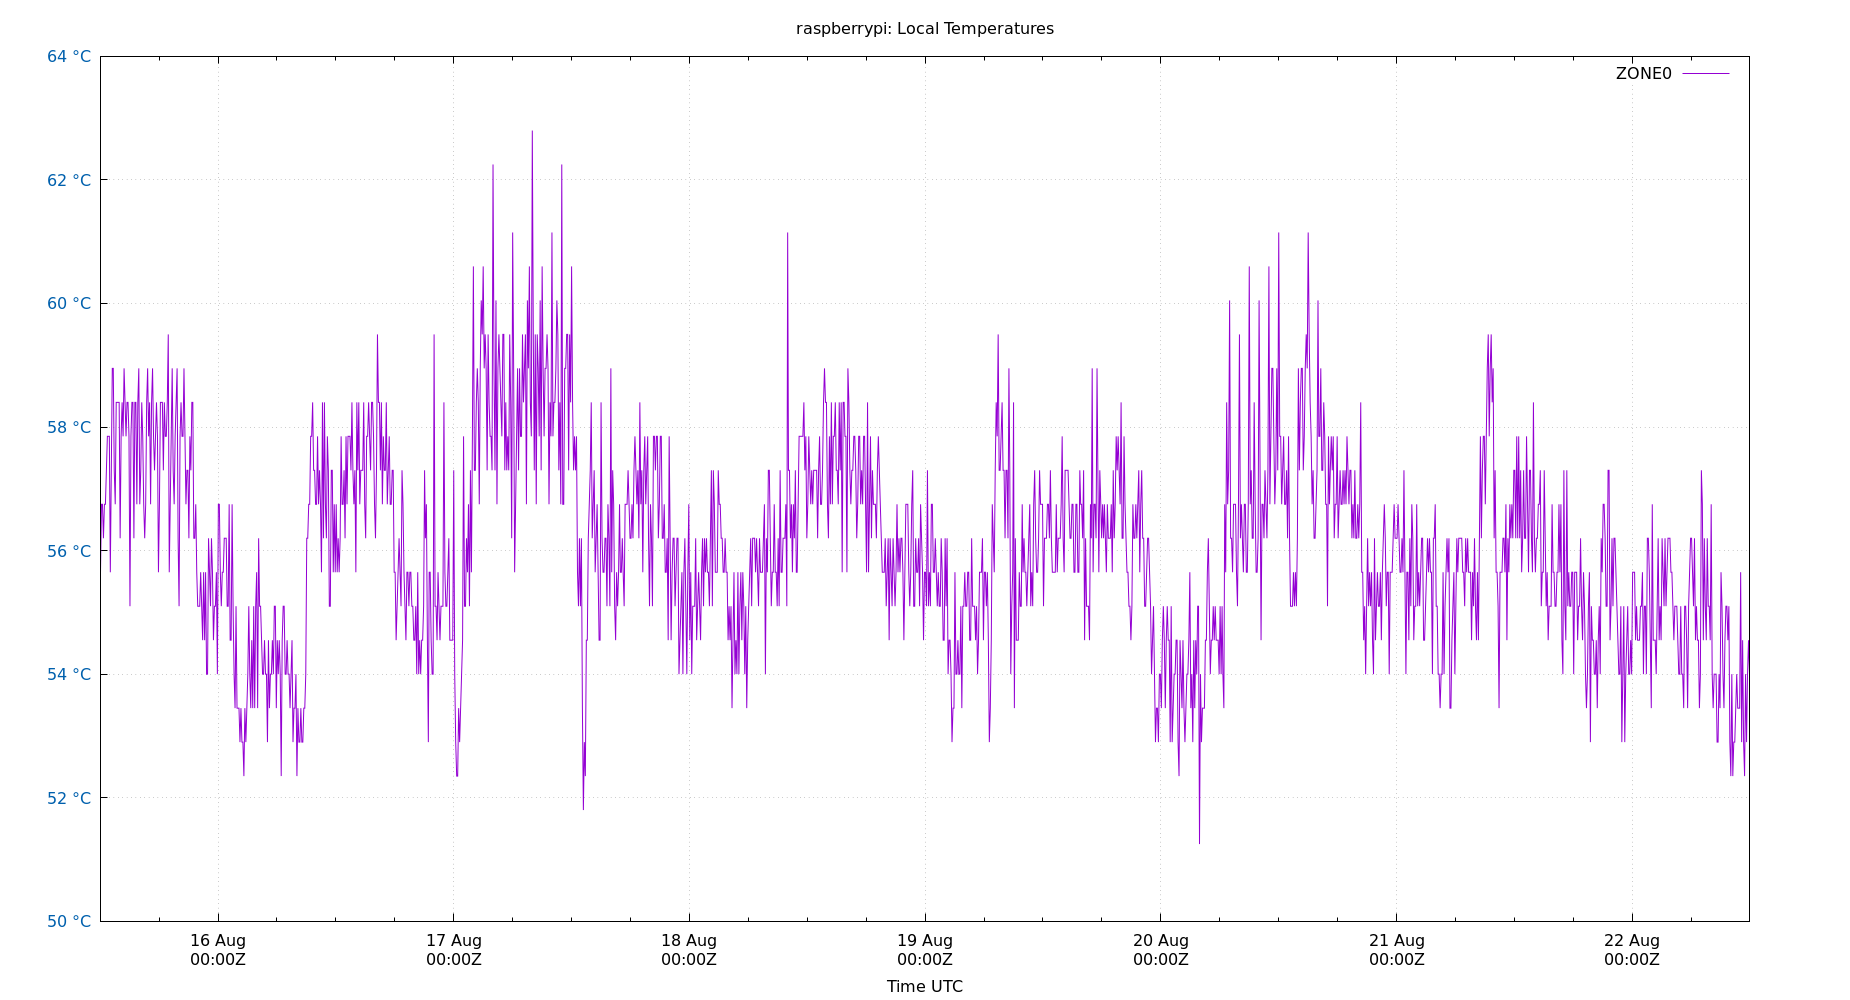 raspberrypi: Local Temperatures
64 °C
ZONE0
62 °C
60 °C
58 °C
56 °C
54 °C
52 °C
50 °C
16 Aug 17 Aug 18 Aug 19 Aug 20 Aug 21 Aug 22 Aug
00:00Z 00:00Z 00:00Z 00:00Z 00:00Z 00:00Z 00:00Z
Time UTC